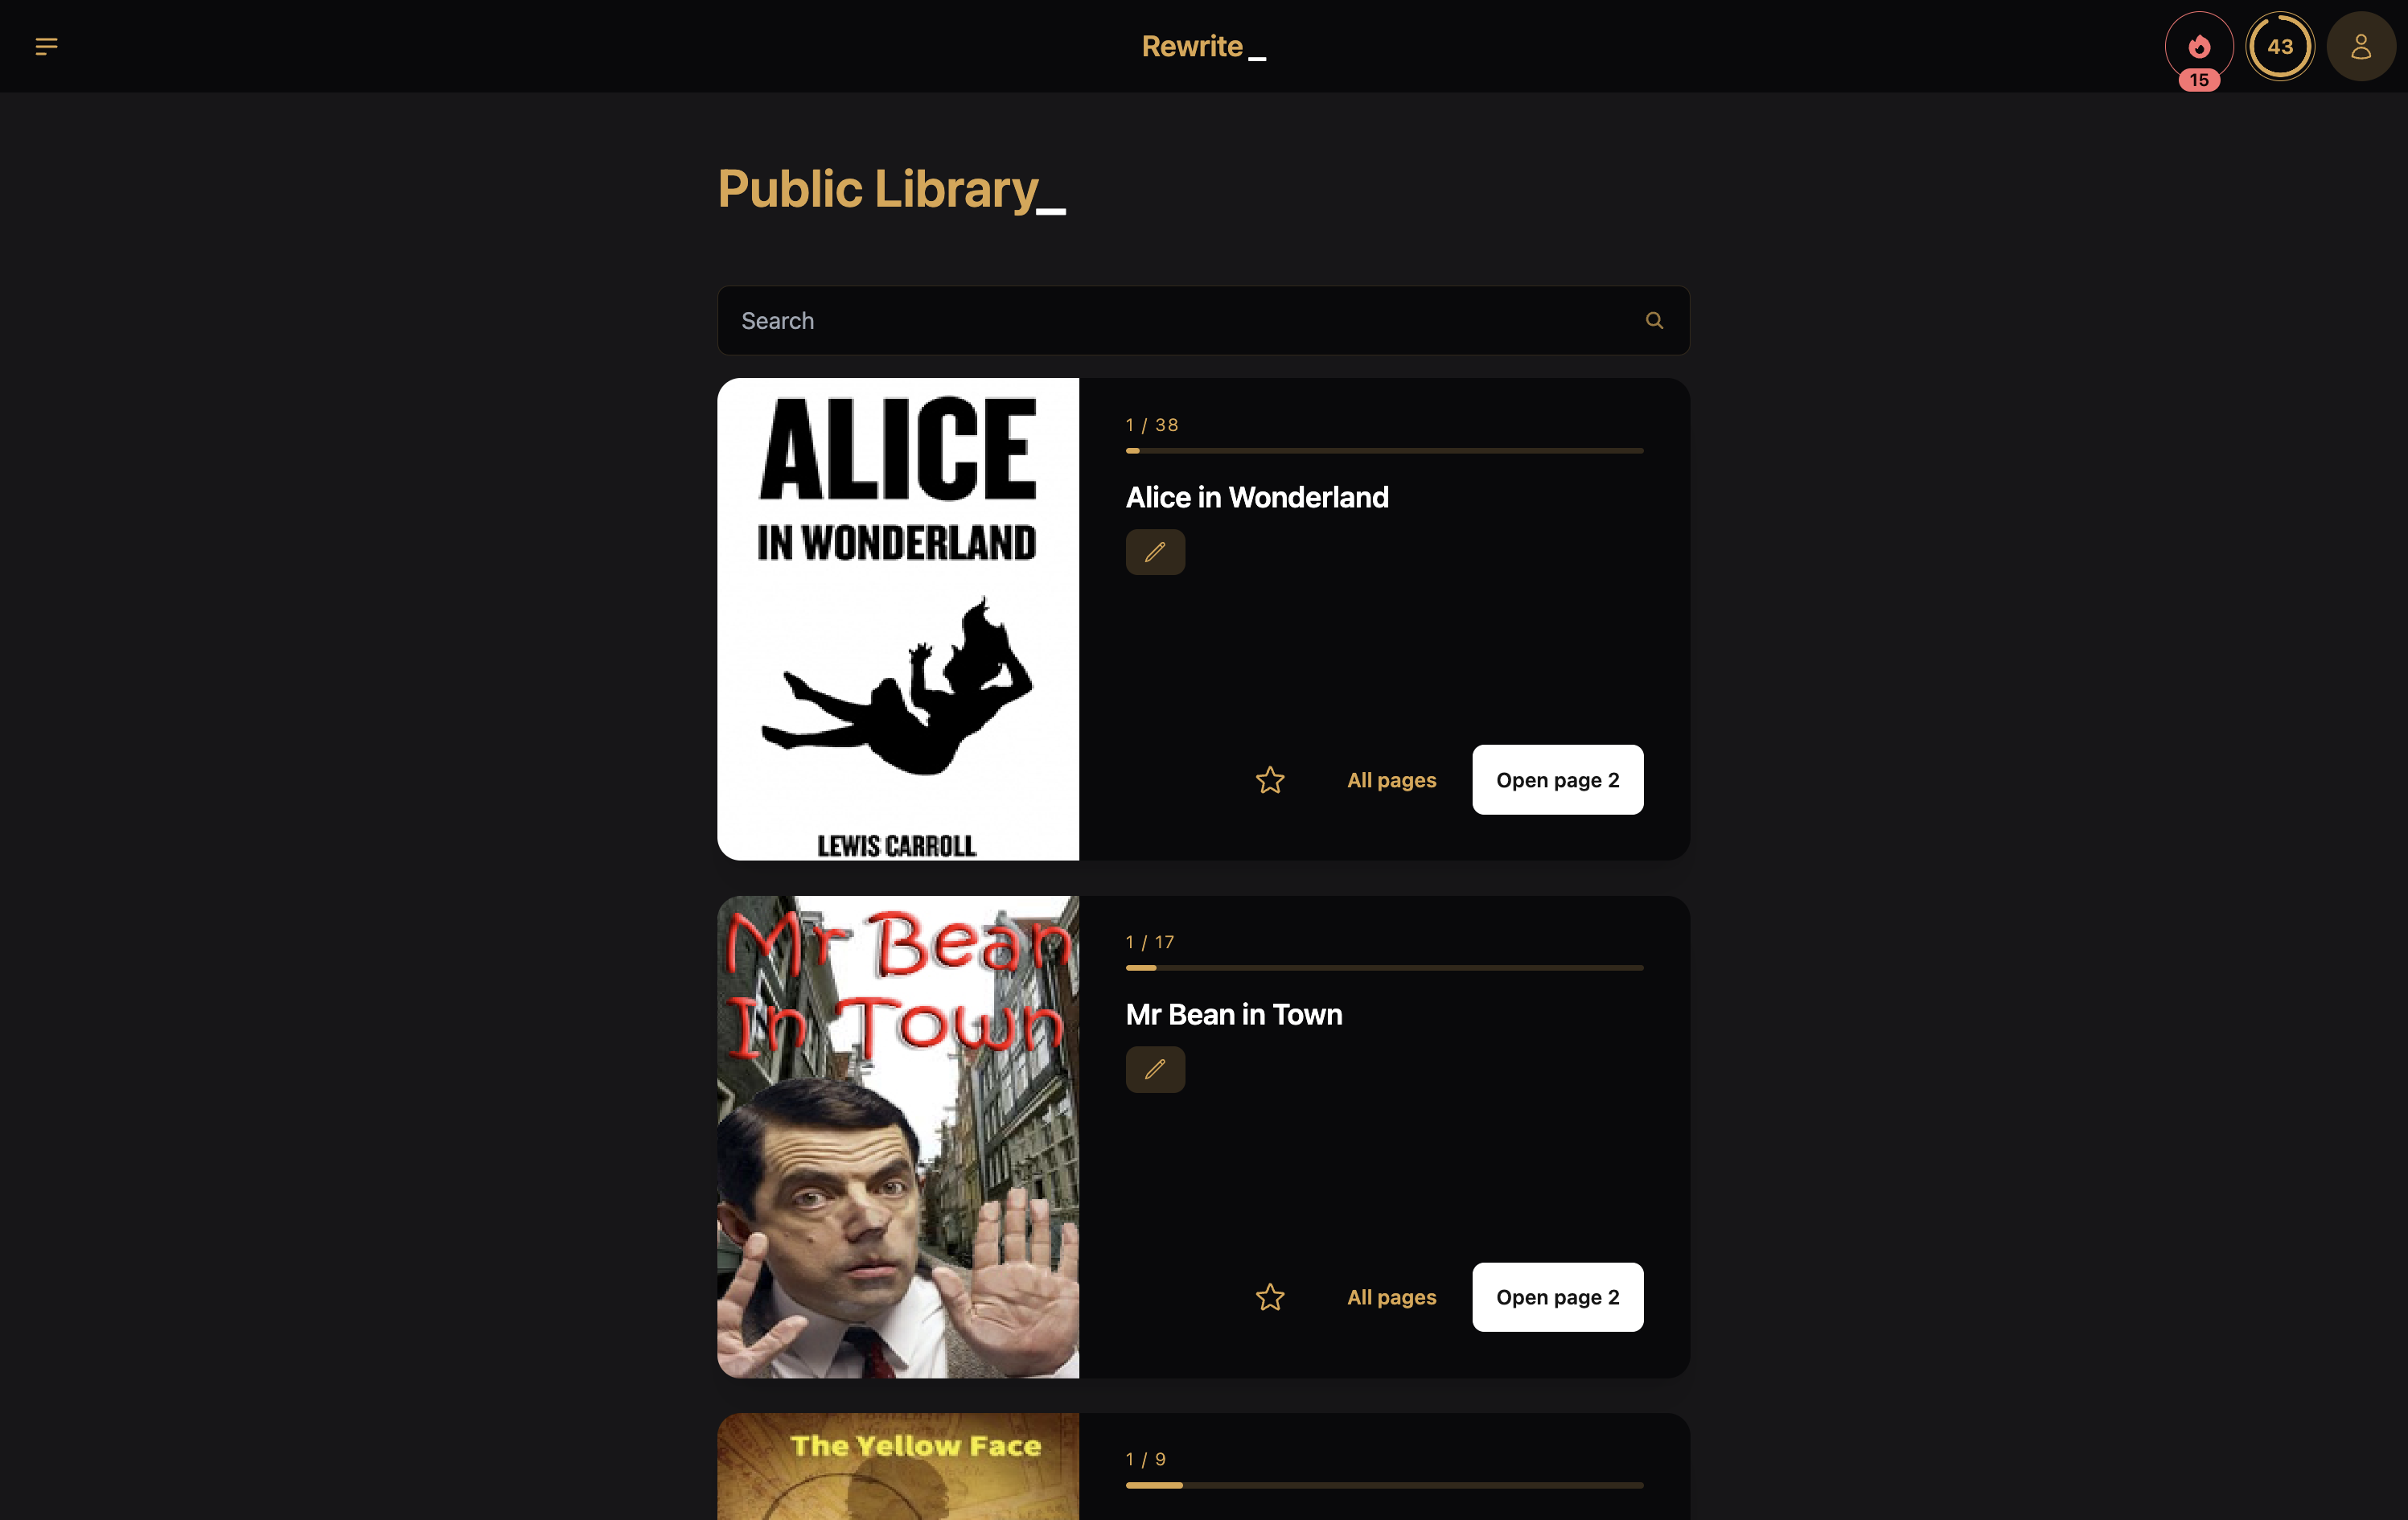 Rewrite _
15
43
Public Library_
Search
ALICE
IN WONDERLAND
LEWIS CARROLL
1 / 38
Alice in Wonderland
All pages
Open page 2
Mr Bean
In Town
1 / 17
Mr Bean in Town
All pages
Open page 2
The Yellow Face
1 / 9